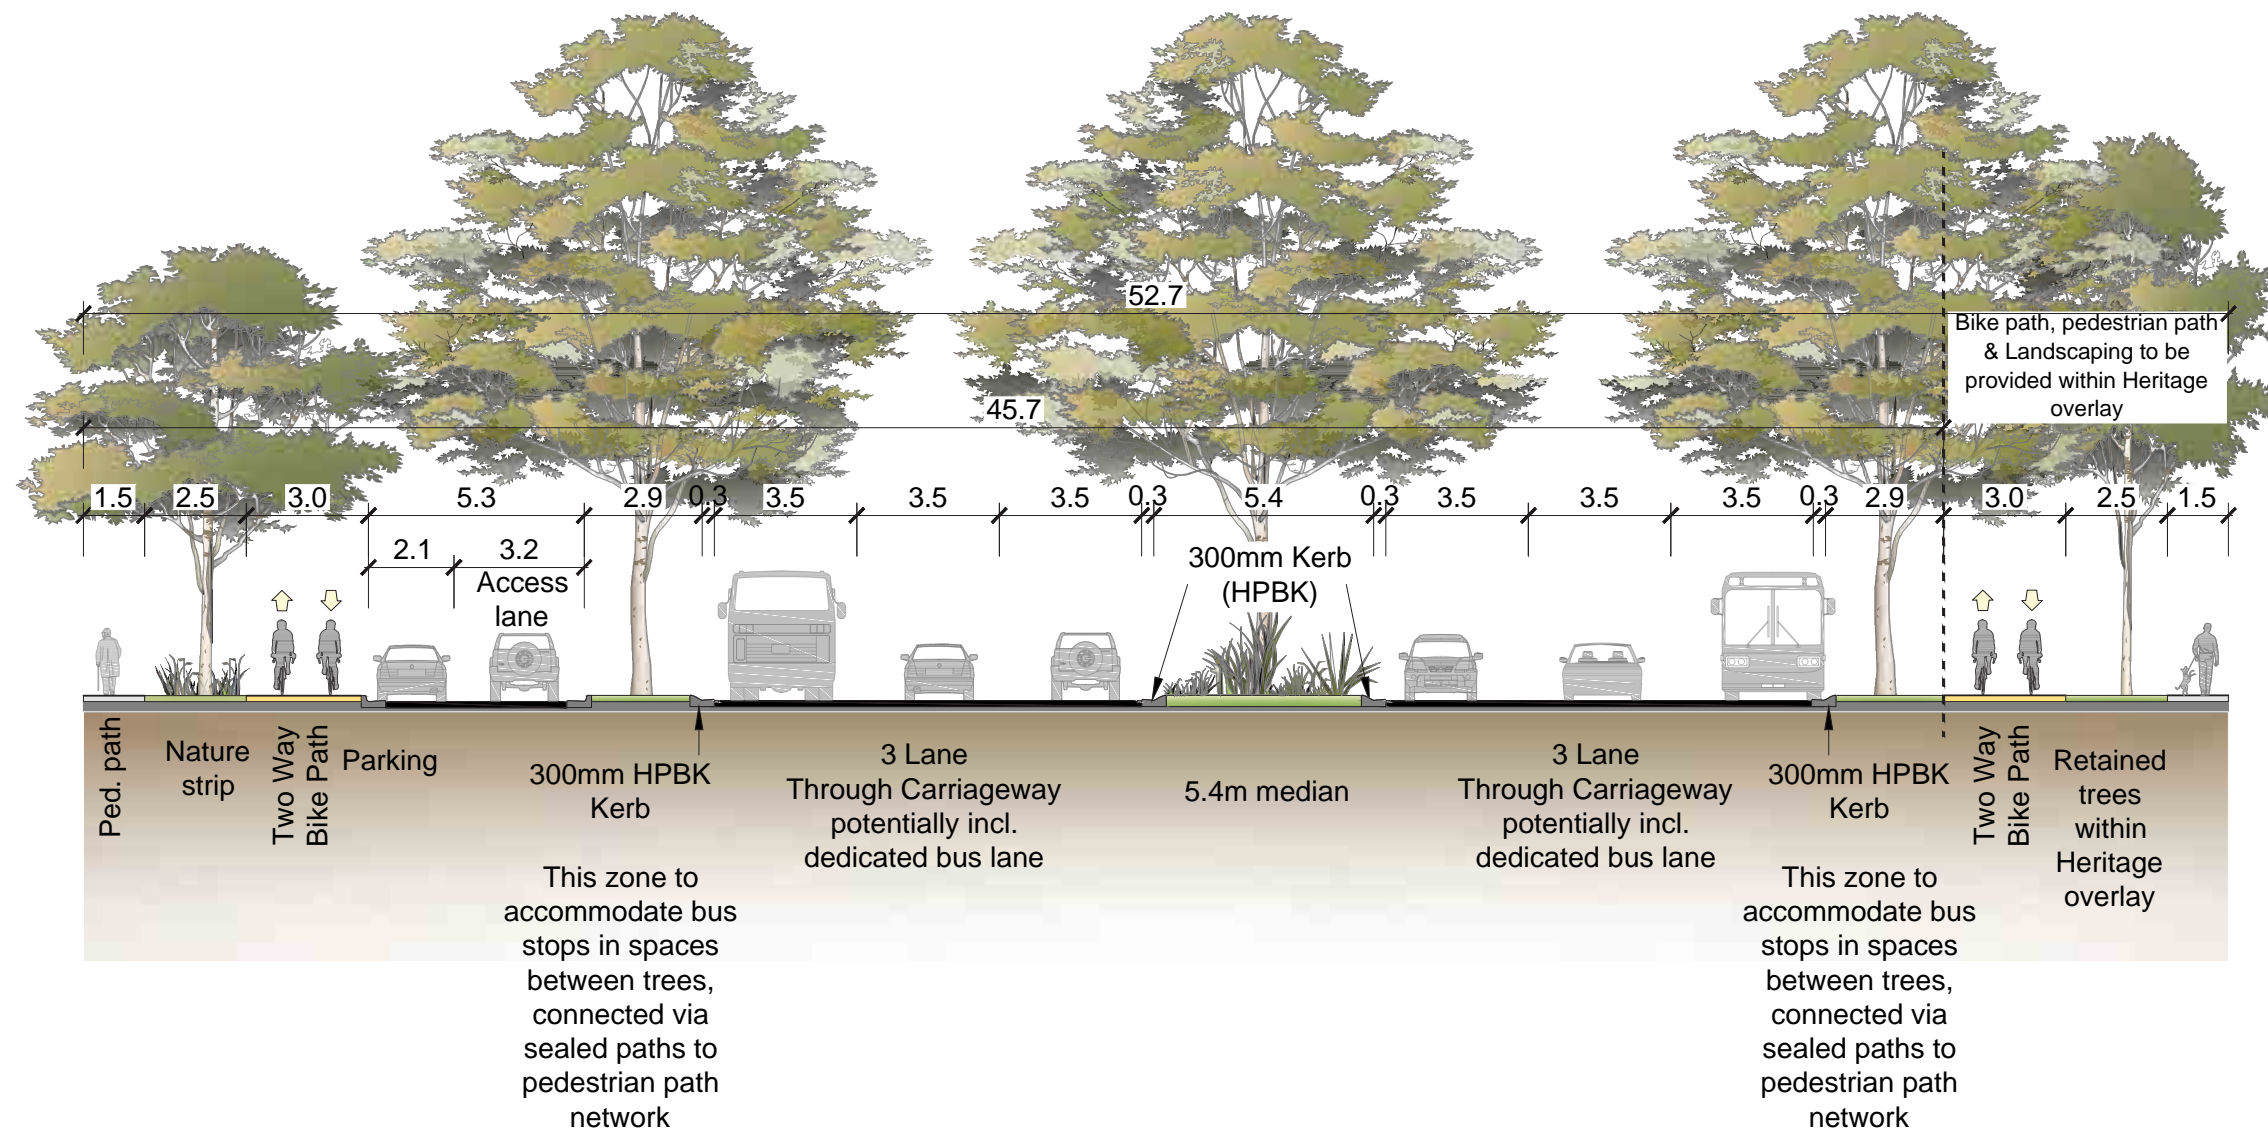 52.7
Bike path, pedestrian path
& Landscaping to be
provided within Heritage
overlay
45.7
1.5 2.5 3.0 5.3 2.9 0.3 3.5 3.5 3.5 0.3 5.4 0.3 3.5 3.5 3.5 0.3 2.9 3.0 2.5 1.5
2.1 3.2
Access
lane
300mm Kerb
(HPBK)
Ped. path
Nature
strip
Two Way
Bike Path
Parking
300mm HPBK
Kerb
This zone to
accommodate bus
stops in spaces
between trees,
connected via
sealed paths to
pedestrian path
network
3 Lane
Through Carriageway
potentially incl.
dedicated bus lane
5.4m median
3 Lane
Through Carriageway
potentially incl.
dedicated bus lane
300mm HPBK
Kerb
This zone to
accommodate bus
stops in spaces
between trees,
connected via
sealed paths to
pedestrian path
network
Two Way
Bike Path
Retained
trees
within
Heritage
overlay